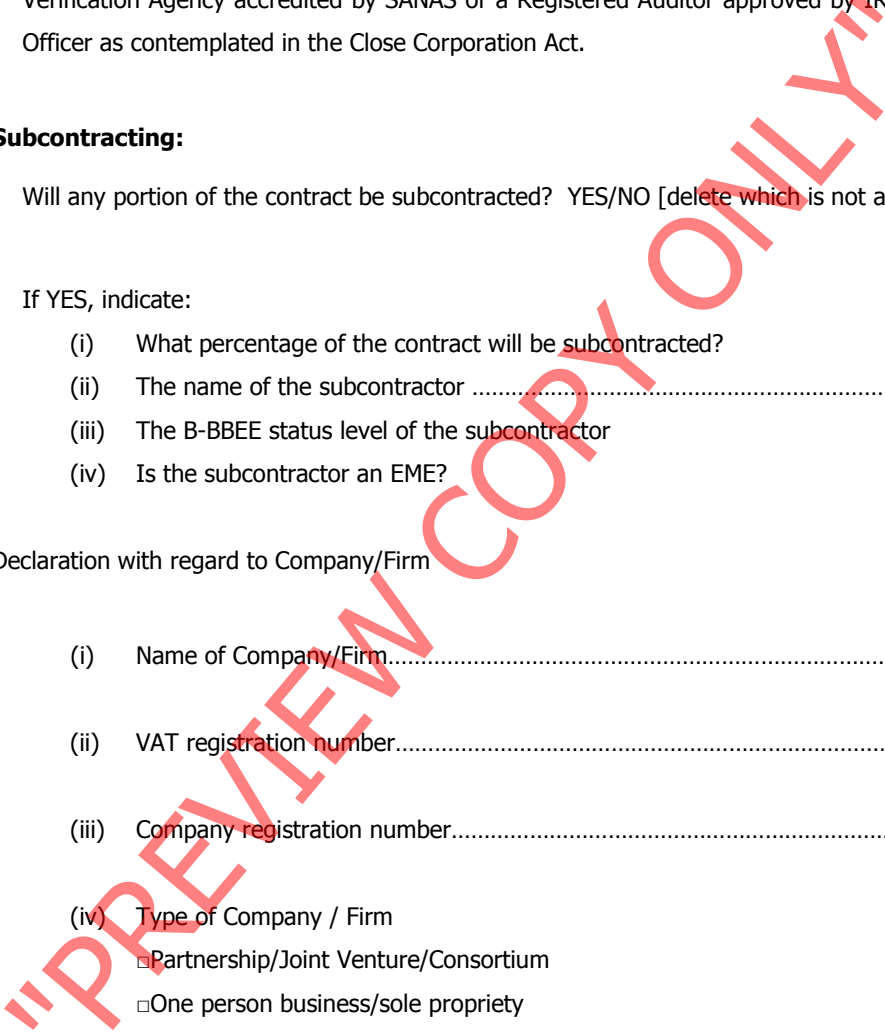 Verification Agency accredited by SANAS or a Registered Auditor approved by IR
Officer as contemplated in the Close Corporation Act.
Subcontracting:
Will any portion of the contract be subcontracted? YES/NO [delete which is not a
If YES, indicate:
(i) What percentage of the contract will be subcontracted?
(ii) The name of the subcontractor ……………………………………………………………
(iii) The B-BBEE status level of the subcontractor
(iv) Is the subcontractor an EME?
Declaration with regard to Company/Firm
(i) Name of Company/Firm…………………………………………………………………………
(ii) VAT registration number………………………………………………………………………
(iii) Company registration number………………………………………………………………
(iv) Type of Company / Firm
□Partnership/Joint Venture/Consortium
□One person business/sole propriety
"PREVIEW COPY ONLY"